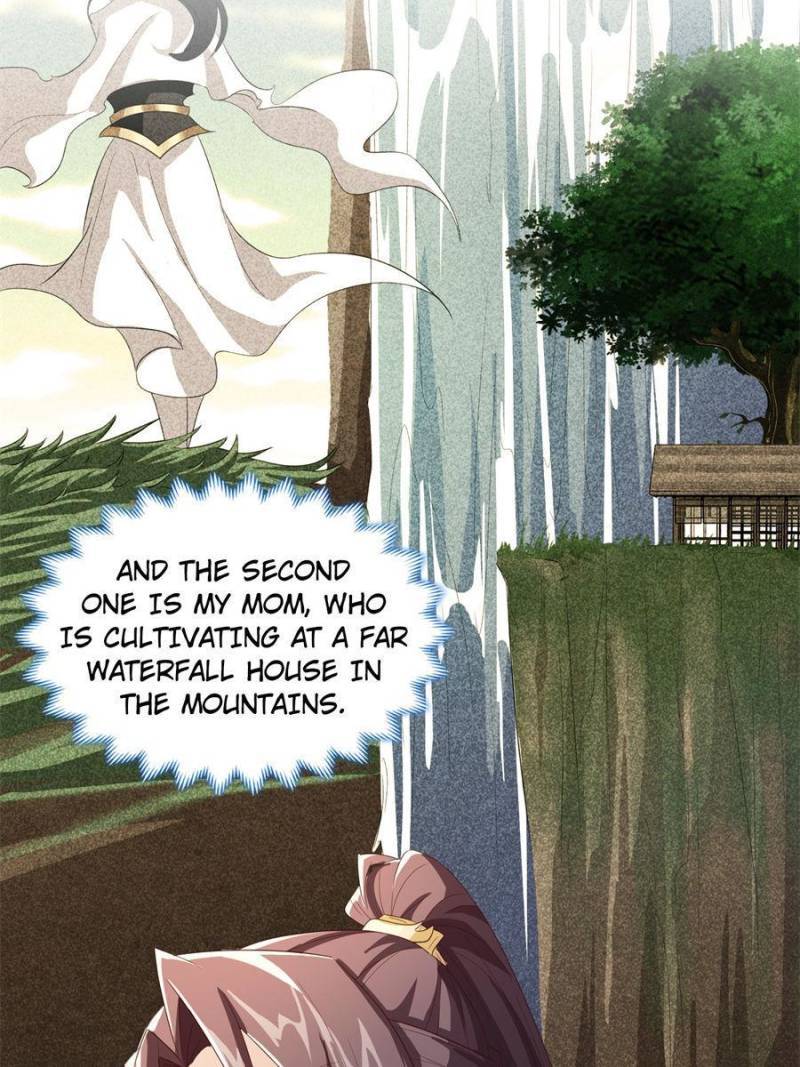 AND THE SECOND
ONE IS MY MOM, WHO
IS CULTIVATING AT A FAR
WATERFALL HOUSE IN
THE MOUNTAINS.